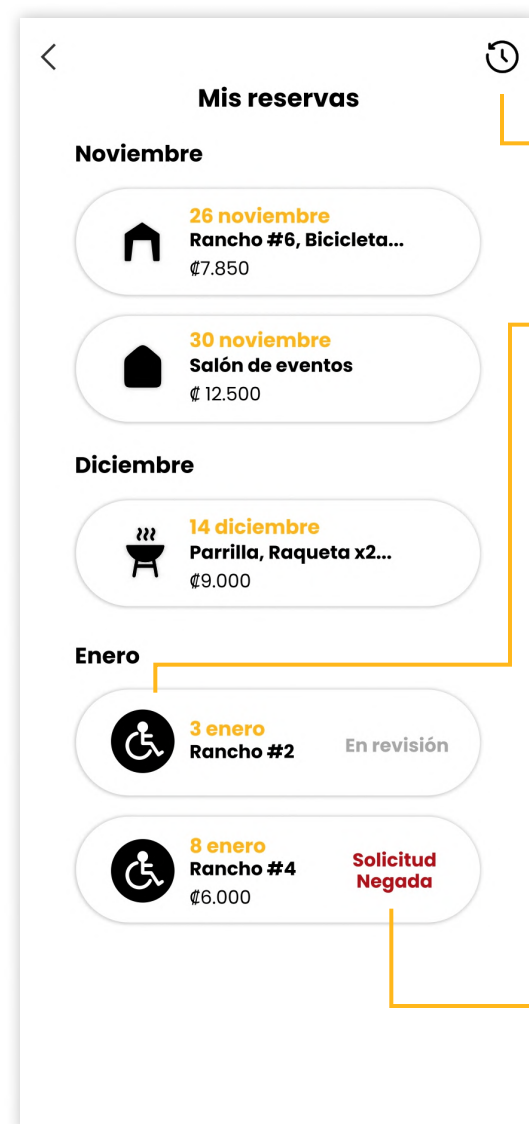 Mis reservas
Noviembre
26 noviembre
Rancho #6, Bicicleta...
₡7.850
30 noviembre
Salón de eventos
₡ 12.500
Diciembre
14 diciembre
Parrilla, Raqueta x2...
₡9.000
Enero
3 enero
Rancho #2
En revisión
8 enero
Rancho #4
₡6.000
Solicitud
Negada